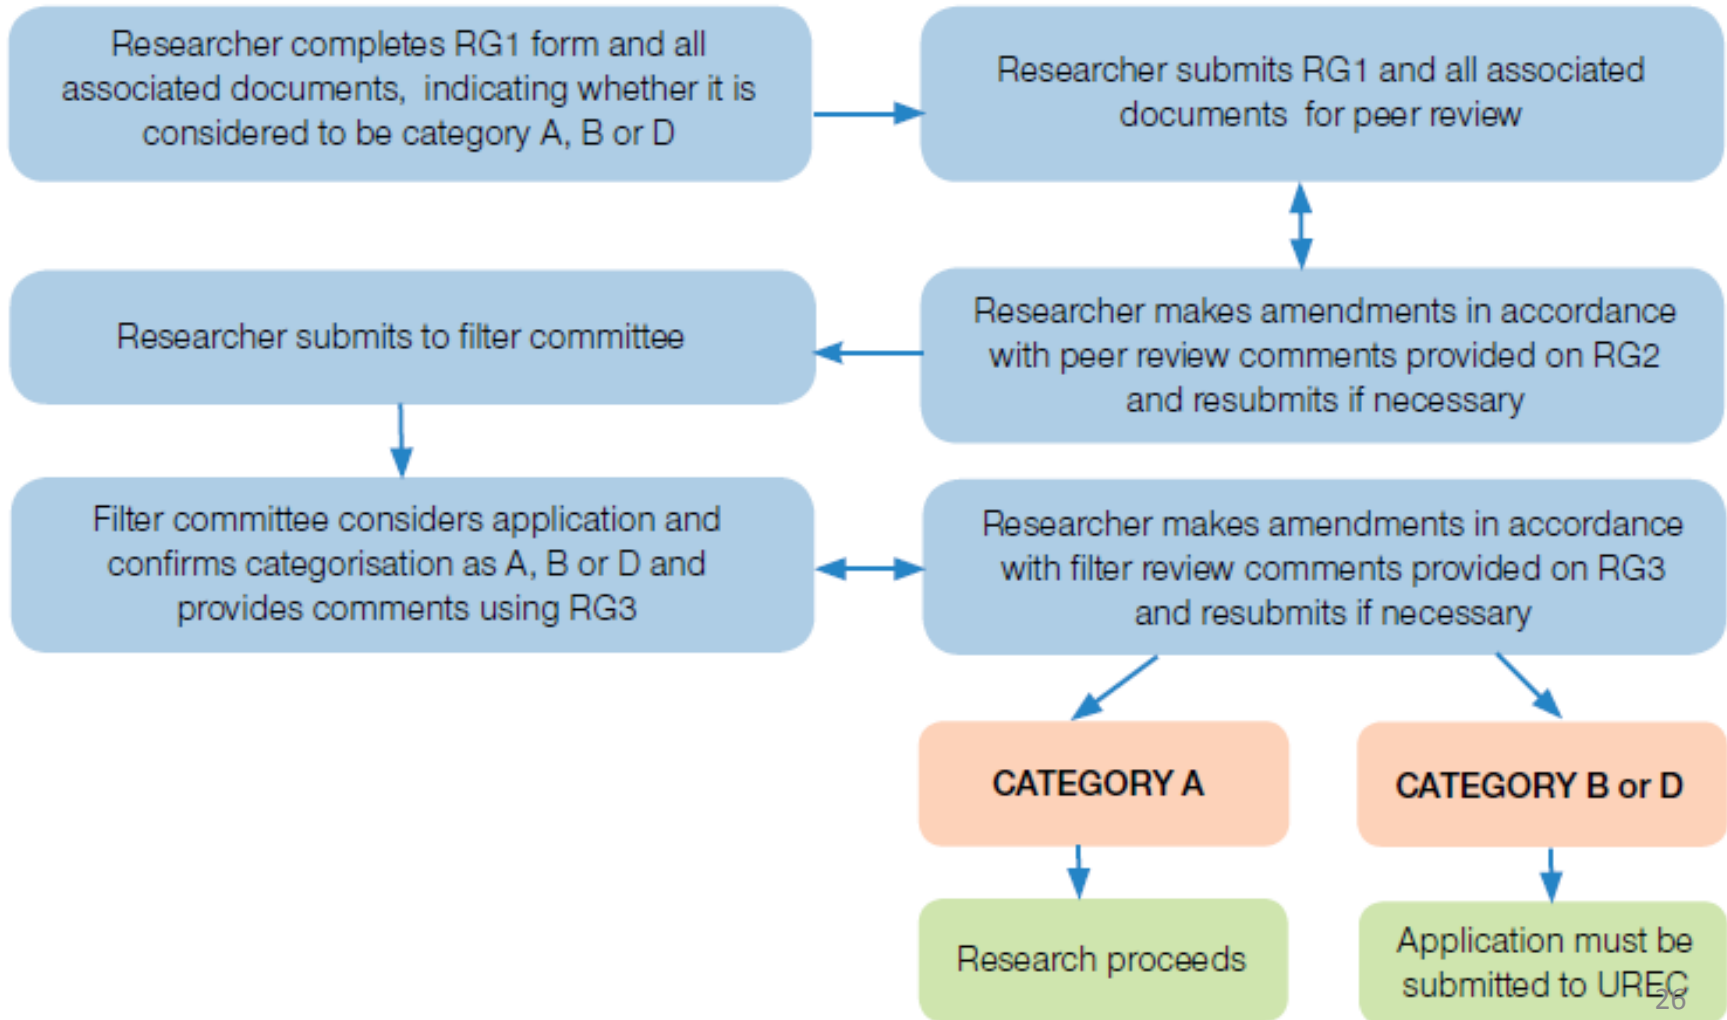 Researcher completes RG1 form and all
associated documents, indicating whether it is
considered to be category A, B or D
Researcher submits RG1 and all associated
documents for peer review
Researcher makes amendments in accordance
with peer review comments provided on RG2
and resubmits if necessary
Researcher submits to filter committee
Filter committee considers application and
confirms categorisation as A, B or D and
provides comments using RG3
Researcher makes amendments in accordance
with filter review comments provided on RG3
and resubmits if necessary
CATEGORY A
CATEGORY B or D
Research proceeds
Application must be
submitted to UREC
26